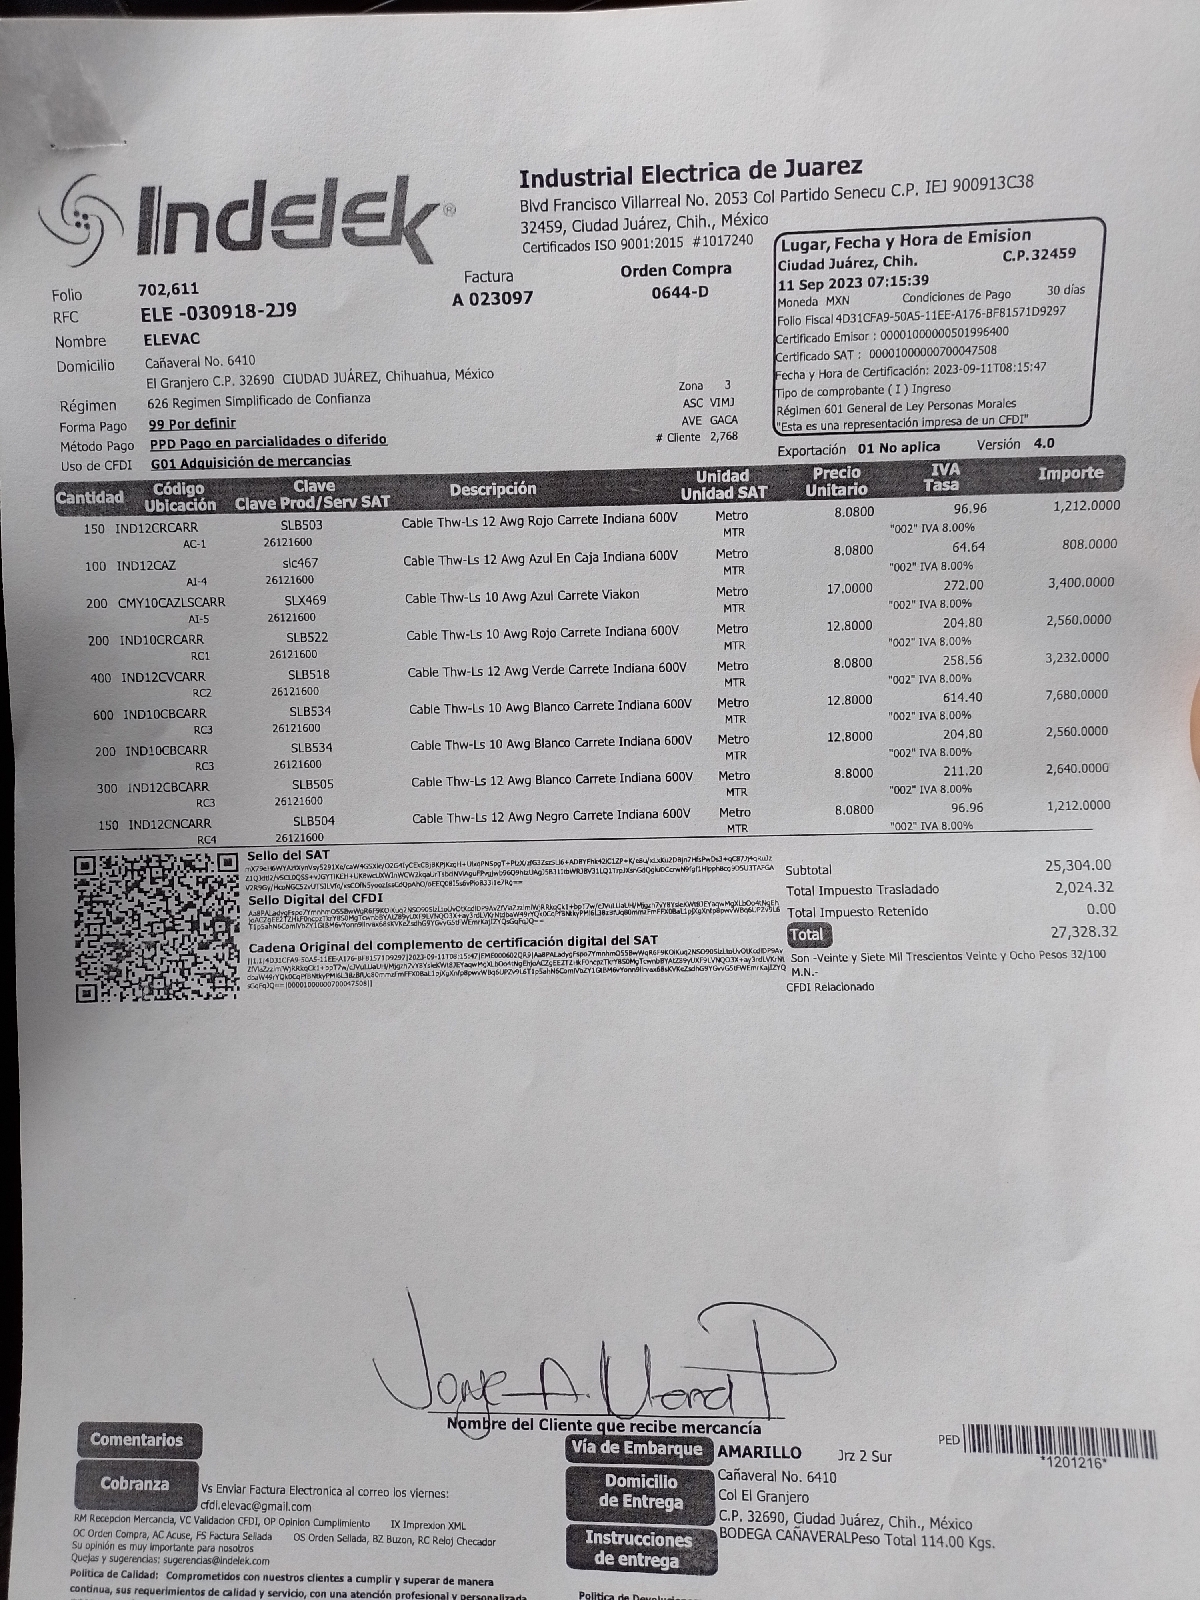 Indelek®
Industrial Electrica de Juarez
Blvd Francisco Villarreal No. 2053 Col Partido Senecu C.P. IEJ 900913C38
32459, Ciudad Juárez, Chih., México
Certificados ISO 9001:2015 #1017240
Folio 702,611
Factura
A 023097
Orden Compra
0644-D
RFC ELE -030918-2J9
Nombre ELEVAC
Domicilio Cañaveral No. 6410
El Granjero C.P. 32690 CIUDAD JUÁREZ, Chihuahua, México
Régimen 626 Regimen Simplificado de Confianza
Forma Pago 99 Por definir
Método Pago PPD Pago en parcialidades o diferido
Uso de CFDI G01 Adquisición de mercancias
Zona 3
ASC VIMJ
AVE GACA
# Cliente 2,768
Lugar, Fecha y Hora de Emision
Ciudad Juárez, Chih. C.P. 32459
11 Sep 2023 07:15:39
Moneda MXN Condiciones de Pago 30 días
Folio Fiscal 4D31CFA9-50A5-11EE-A176-BF81571D9297
Certificado Emisor : 00001000000501996400
Certificado SAT : 00001000000700047508
Fecha y Hora de Certificación: 2023-09-11T08:15:47
Tipo de comprobante ( I ) Ingreso
Régimen 601 General de Ley Personas Morales
"Esta es una representación impresa de un CFDI"
Exportación 01 No aplica Versión 4.0
Cantidad Código Ubicación Clave Clave Prod/Serv SAT Descripción Unidad Unidad SAT Precio Unitario IVA Tasa Importe
150 IND12CRCARR SLB503 Cable Thw-Ls 12 Awg Rojo Carrete Indiana 600V Metro 8.0800 96.96 1,212.0000
AC-1 26121600 MTR "002" IVA 8.00%
100 IND12CAZ slc467 Cable Thw-Ls 12 Awg Azul En Caja Indiana 600V Metro 8.0800 64.64 808.0000
AI-4 26121600 MTR "002" IVA 8.00%
200 CMY10CAZLSCARR SLX469 Cable Thw-Ls 10 Awg Azul Carrete Viakon Metro 17.0000 272.00 3,400.0000
AI-5 26121600 MTR "002" IVA 8.00%
200 IND10CRCARR SLB522 Cable Thw-Ls 10 Awg Rojo Carrete Indiana 600V Metro 12.8000 204.80 2,560.0000
RC1 26121600 MTR "002" IVA 8.00%
400 IND12CVCARR SLB518 Cable Thw-Ls 12 Awg Verde Carrete Indiana 600V Metro 8.0800 258.56 3,232.0000
RC2 26121600 MTR "002" IVA 8.00%
600 IND10CBCARR SLB534 Cable Thw-Ls 10 Awg Blanco Carrete Indiana 600V Metro 12.8000 614.40 7,680.0000
RC3 26121600 MTR "002" IVA 8.00%
200 IND10CBCARR SLB534 Cable Thw-Ls 10 Awg Blanco Carrete Indiana 600V Metro 12.8000 204.80 2,560.0000
RC3 26121600 MTR "002" IVA 8.00%
300 IND12CBCARR SLB505 Cable Thw-Ls 12 Awg Blanco Carrete Indiana 600V Metro 8.8000 211.20 2,640.0000
RC3 26121600 MTR "002" IVA 8.00%
150 IND12CNCARR SLB504 Cable Thw-Ls 12 Awg Negro Carrete Indiana 600V Metro 8.0800 96.96 1,212.0000
RC4 26121600 MTR "002" IVA 8.00%
Sello del SAT
Sello Digital del CFDI
Cadena Original del complemento de certificación digital del SAT
Subtotal 25,304.00
Total Impuesto Trasladado 2,024.32
Total Impuesto Retenido 0.00
Total 27,328.32
Son -Veinte y Siete Mil Trescientos Veinte y Ocho Pesos 32/100
M.N.-
CFDI Relacionado
Jorge A.
Nombre del Cliente que recibe mercancía
Comentarios
Cobranza
Vs Enviar Factura Electronica al correo los viernes:
cfdi.elevac@gmail.com
RM Recepcion Mercancia, VC Validacion CFDI, OP Opinion Cumplimiento IX Imprexion XML
OC Orden Compra, AC Acuse, FS Factura Sellada OS Orden Sellada, BZ Buzon, RC Reloj Checador
Su opinión es muy importante para nosotros
Quejas y sugerencias: sugerencias@indelek.com
Politica de Calidad: Comprometidos con nuestros clientes a cumplir y superar de manera
continua, sus requerimientos de calidad y servicio, con una atención profesional y personalizada
Vía de Embarque AMARILLO Jrz 2 Sur
PED *1201216*
Domicilio de Entrega
Cañaveral No. 6410
Col El Granjero
C.P. 32690, Ciudad Juárez, Chih., México
Instrucciones de entrega
BODEGA CAÑAVERALPeso Total 114.00 Kgs.